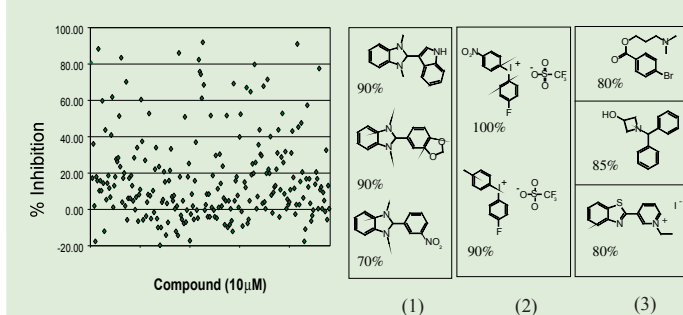 100.00
80.00
60.00
40.00
20.00
0.00
-20.00
% Inhibition
Compound (10μM)
NH
90%
O
O
90%
NO2
70%
(1)
O2N
I+
F
-O
O
S
O
CF3
100%
I+
F
-O
O
S
O
CF3
90%
(2)
O
N
O
Br
80%
HO
N
85%
S
N
N+
I-
80%
(3)